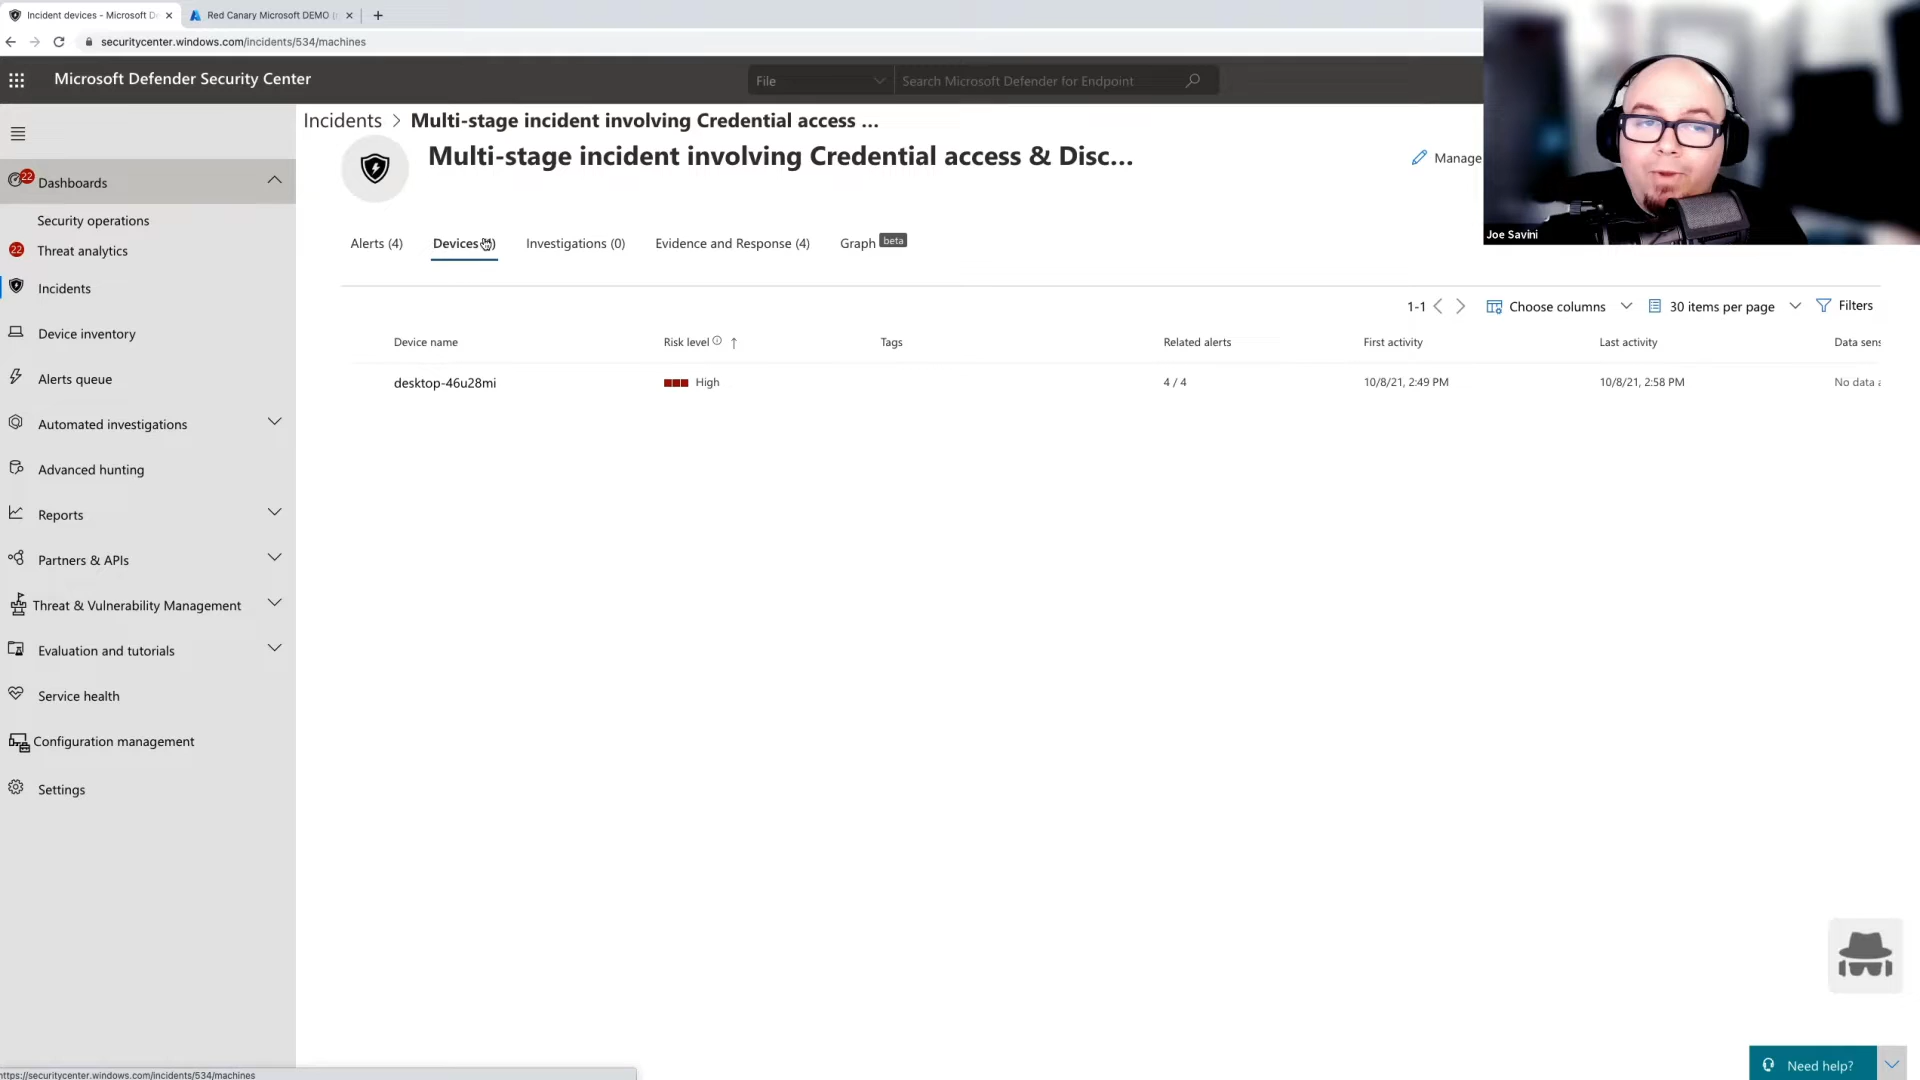 Incident devices - Microsoft De
Red Canary Microsoft DEMO (
securitycenter.windows.com/incidents/534/machines
Microsoft Defender Security Center
File
Search Microsoft Defender for Endpoint
Incidents > Multi-stage incident involving Credential access ...
Multi-stage incident involving Credential access & Disc...
Manage
Joe Savini
22
Dashboards
Security operations
22
Threat analytics
Incidents
Device inventory
Alerts queue
Automated investigations
Advanced hunting
Reports
Partners & APIs
Threat & Vulnerability Management
Evaluation and tutorials
Service health
Configuration management
Settings
Alerts (4)
Devices
Investigations (0)
Evidence and Response (4)
Graph beta
1-1
Choose columns
30 items per page
Filters
Device name
Risk level
Tags
Related alerts
First activity
Last activity
Data sens
desktop-46u28mi
High
4 / 4
10/8/21, 2:49 PM
10/8/21, 2:58 PM
No data a
Need help?
https://securitycenter.windows.com/incidents/534/machines